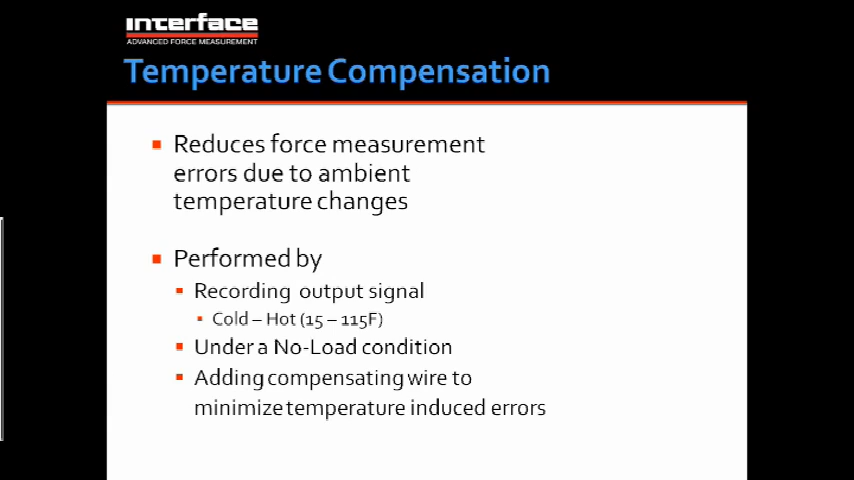 interface
ADVANCED FORCE MEASUREMENT
Temperature Compensation
Reduces force measurement
errors due to ambient
temperature changes
Performed by
Recording output signal
Cold – Hot (15 – 115F)
Under a No-Load condition
Adding compensating wire to
minimize temperature induced errors